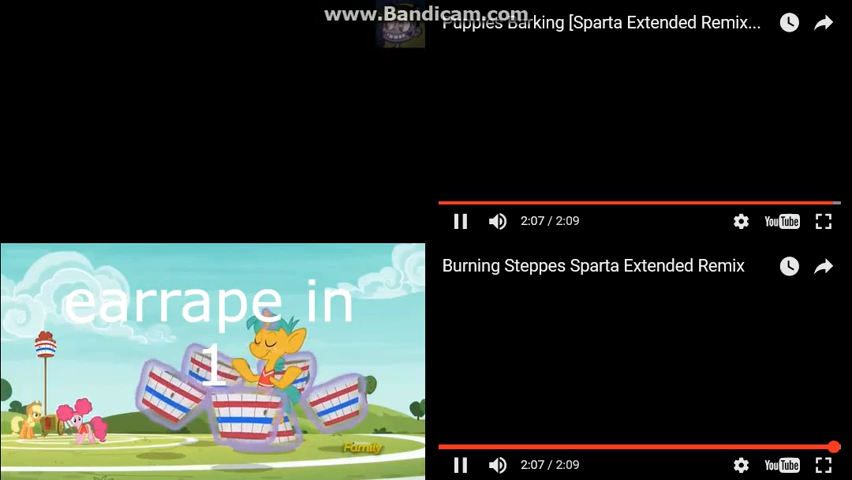 www.Bandicam.com
Puppies Barking [Sparta Extended Remix...
2:07 / 2:09
YouTube
Burning Steppes Sparta Extended Remix
earrape in
1
Family
2:07 / 2:09
YouTube